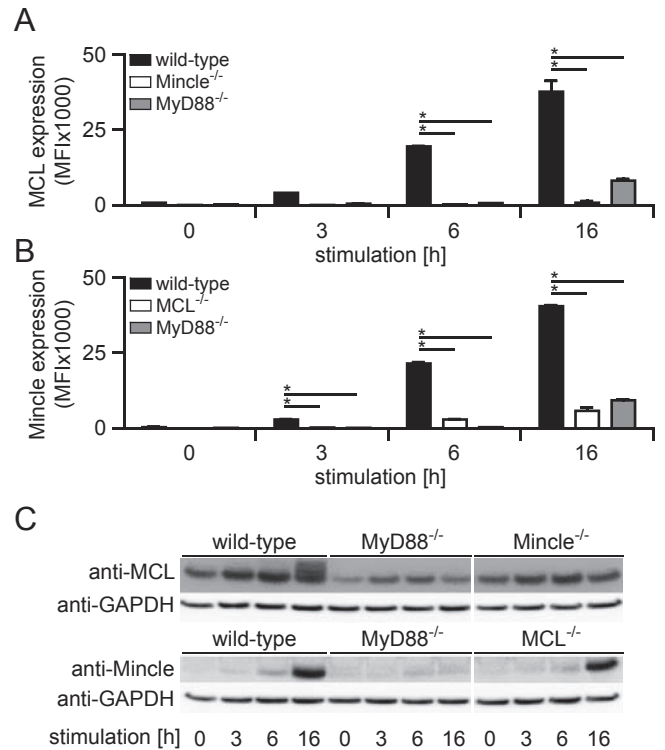 A
MCL expression
(MFIx1000)
50
25
0
wild-type
Mincle-/-
MyD88-/-
*
*
*
*
0 3 6 16
stimulation [h]
B
Mincle expression
(MFIx1000)
50
25
0
wild-type
MCL-/-
MyD88-/-
*
*
*
*
*
*
0 3 6 16
stimulation [h]
C
wild-type MyD88-/- Mincle-/-
anti-MCL
anti-GAPDH
wild-type MyD88-/- MCL-/-
anti-Mincle
anti-GAPDH
stimulation [h] 0 3 6 16 0 3 6 16 0 3 6 16